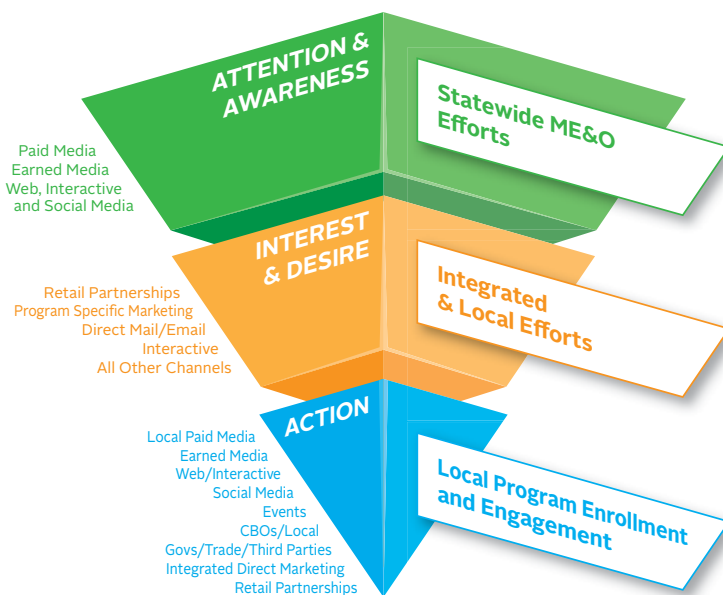 ATTENTION &
AWARENESS
Statewide ME&O
Efforts
Paid Media
Earned Media
Web, Interactive
and Social Media
INTEREST
& DESIRE
Integrated
& Local Efforts
Retail Partnerships
Program Specific Marketing
Direct Mail/Email
Interactive
All Other Channels
ACTION
Local Program Enrollment
and Engagement
Local Paid Media
Earned Media
Web/Interactive
Social Media
Events
CBOs/Local
Govs/Trade/Third Parties
Integrated Direct Marketing
Retail Partnerships